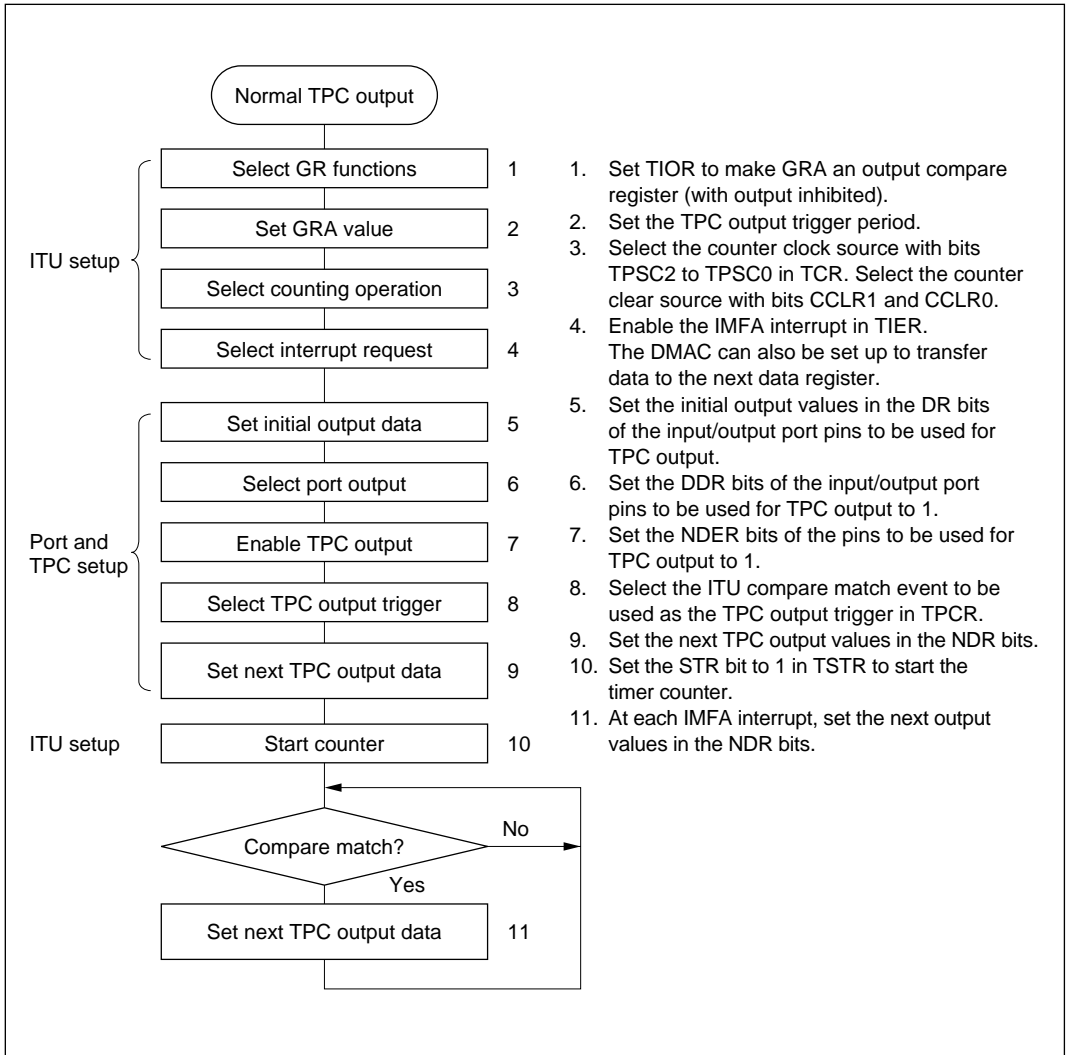 Normal TPC output
Select GR functions
1
Set GRA value
2
ITU setup
Select counting operation
3
Select interrupt request
4
Set initial output data
5
Select port output
6
Port and
TPC setup
Enable TPC output
7
Select TPC output trigger
8
Set next TPC output data
9
ITU setup
Start counter
10
Compare match?
No
Yes
Set next TPC output data
11
1. Set TIOR to make GRA an output compare
register (with output inhibited).
2. Set the TPC output trigger period.
3. Select the counter clock source with bits
TPSC2 to TPSC0 in TCR. Select the counter
clear source with bits CCLR1 and CCLR0.
4. Enable the IMFA interrupt in TIER.
The DMAC can also be set up to transfer
data to the next data register.
5. Set the initial output values in the DR bits
of the input/output port pins to be used for
TPC output.
6. Set the DDR bits of the input/output port
pins to be used for TPC output to 1.
7. Set the NDER bits of the pins to be used for
TPC output to 1.
8. Select the ITU compare match event to be
used as the TPC output trigger in TPCR.
9. Set the next TPC output values in the NDR bits.
10. Set the STR bit to 1 in TSTR to start the
timer counter.
11. At each IMFA interrupt, set the next output
values in the NDR bits.